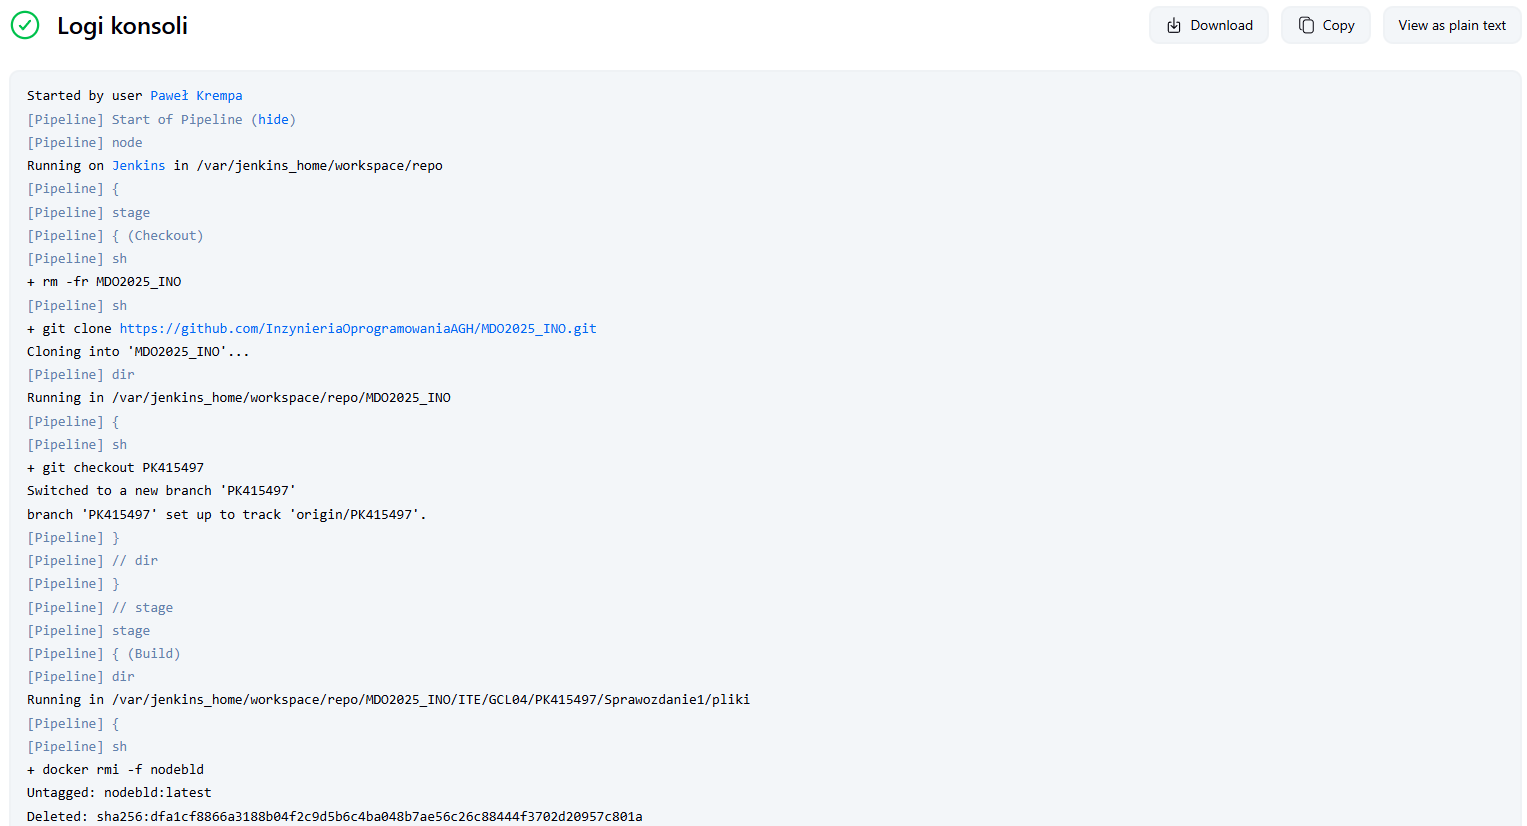 Logi konsoli
Download
Copy
View as plain text
Started by user Paweł Krempa
[Pipeline] Start of Pipeline (hide)
[Pipeline] node
Running on Jenkins in /var/jenkins_home/workspace/repo
[Pipeline] {
[Pipeline] stage
[Pipeline] { (Checkout)
[Pipeline] sh
+ rm -fr MDO2025_INO
[Pipeline] sh
+ git clone https://github.com/InzynieriaOprogramowaniaAGH/MDO2025_INO.git
Cloning into 'MDO2025_INO'...
[Pipeline] dir
Running in /var/jenkins_home/workspace/repo/MDO2025_INO
[Pipeline] {
[Pipeline] sh
+ git checkout PK415497
Switched to a new branch 'PK415497'
branch 'PK415497' set up to track 'origin/PK415497'.
[Pipeline] }
[Pipeline] // dir
[Pipeline] }
[Pipeline] // stage
[Pipeline] stage
[Pipeline] { (Build)
[Pipeline] dir
Running in /var/jenkins_home/workspace/repo/MDO2025_INO/ITE/GCL04/PK415497/Sprawozdanie1/pliki
[Pipeline] {
[Pipeline] sh
+ docker rmi -f nodebld
Untagged: nodebld:latest
Deleted: sha256:dfa1cf8866a3188b04f2c9d5b6c4ba048b7ae56c26c88444f3702d20957c801a